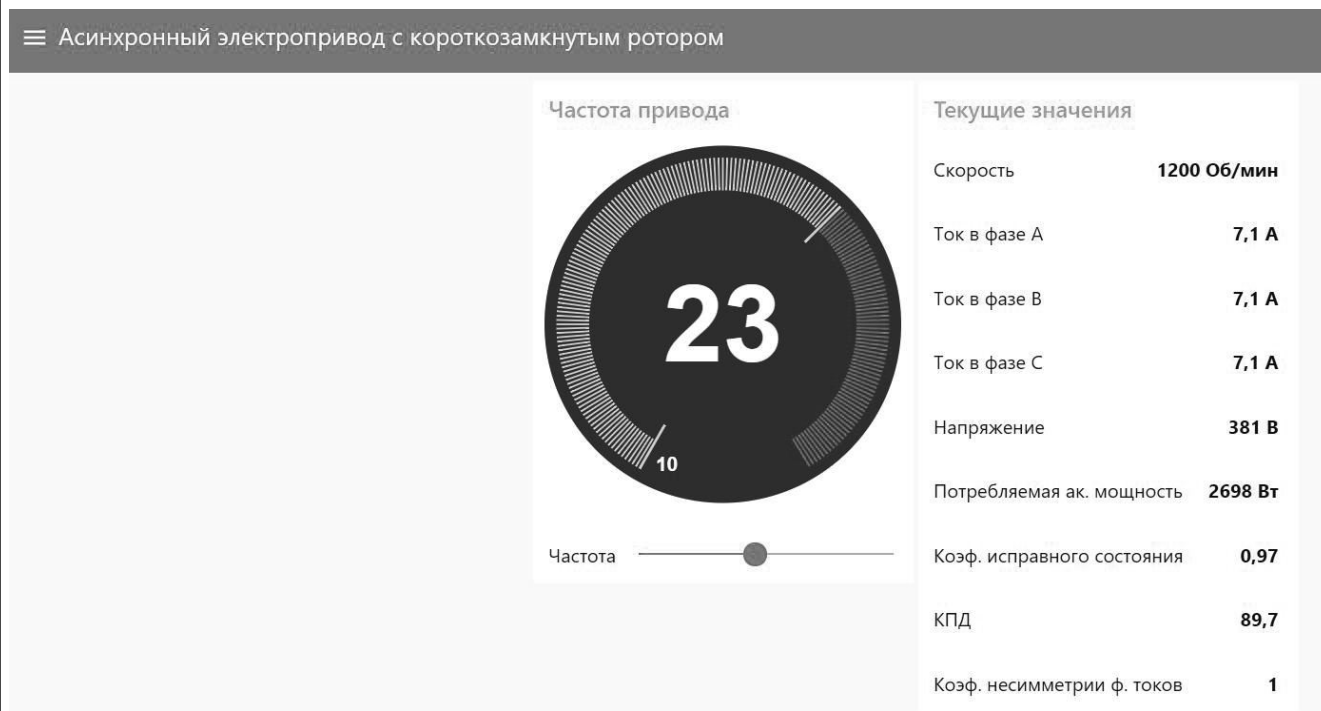 Асинхронный электропривод с короткозамкнутым ротором
Частота привода
23
10
Частота
Текущие значения
Скорость 1200 Об/мин
Ток в фазе А 7,1 А
Ток в фазе В 7,1 А
Ток в фазе С 7,1 А
Напряжение 381 В
Потребляемая ак. мощность 2698 Вт
Коэф. исправного состояния 0,97
КПД 89,7
Коэф. несимметрии ф. токов 1